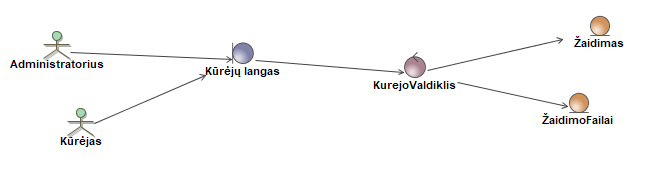 Žaidimas
Administratorius
Kūrėjų langas
KurejoValdiklis
ŽaidimoFailai
Kūrėjas